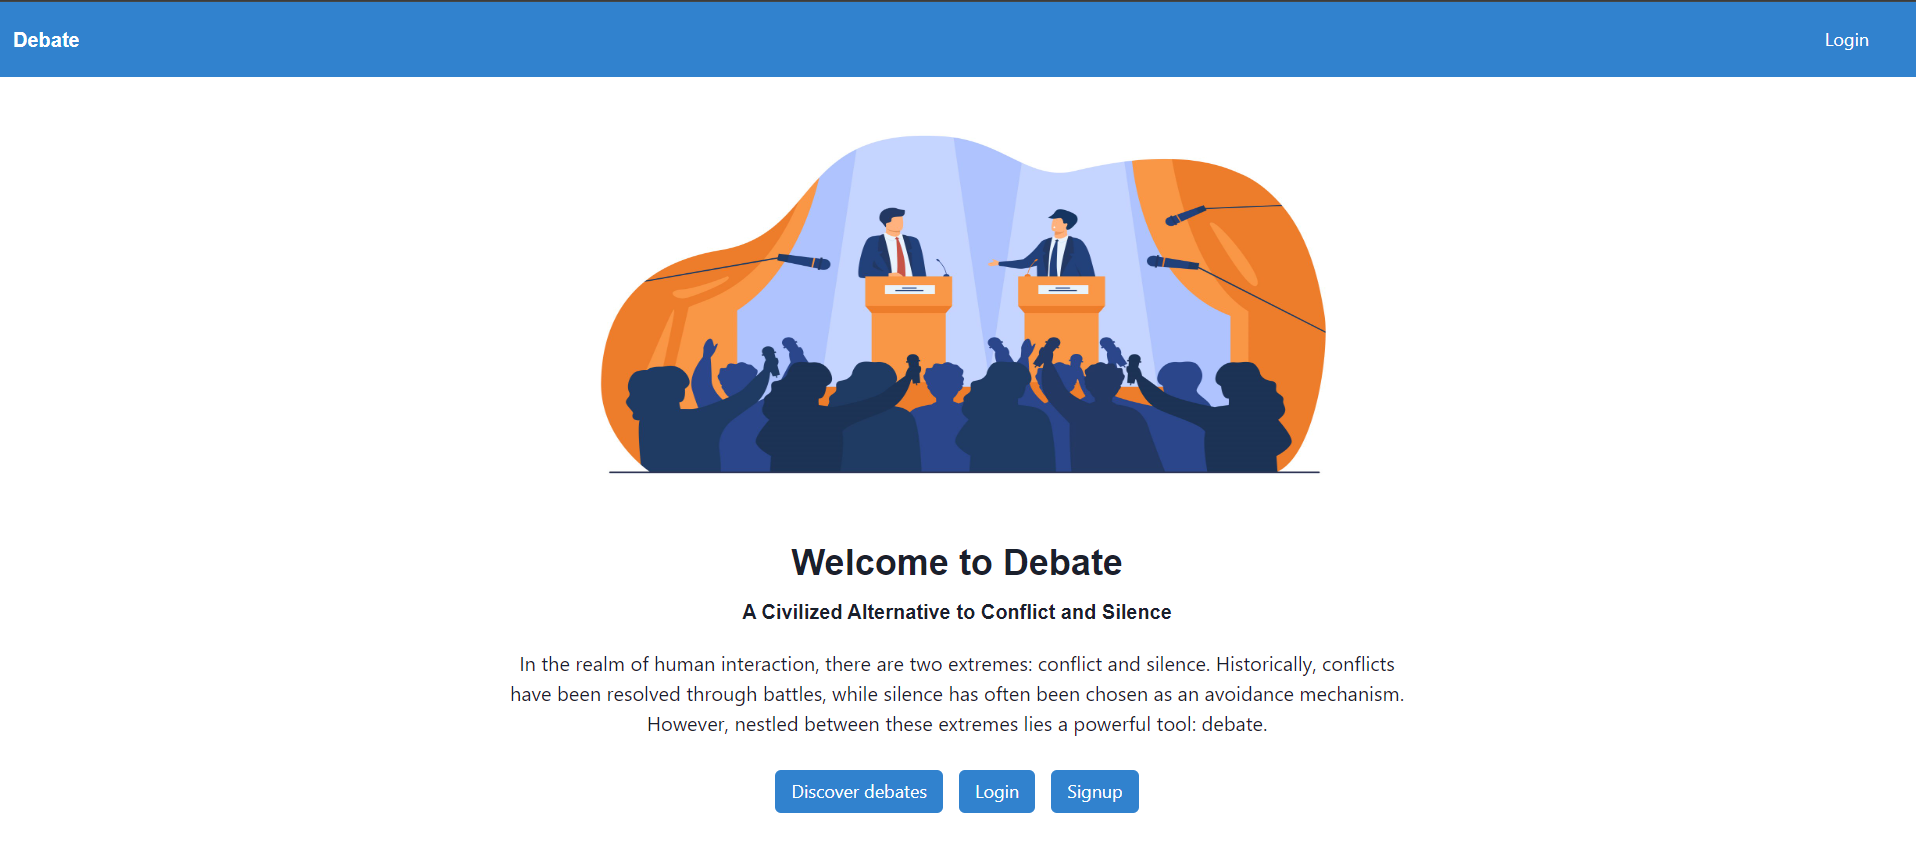 Debate
Login
Welcome to Debate
A Civilized Alternative to Conflict and Silence
In the realm of human interaction, there are two extremes: conflict and silence. Historically, conflicts
have been resolved through battles, while silence has often been chosen as an avoidance mechanism.
However, nestled between these extremes lies a powerful tool: debate.
Discover debates
Login
Signup